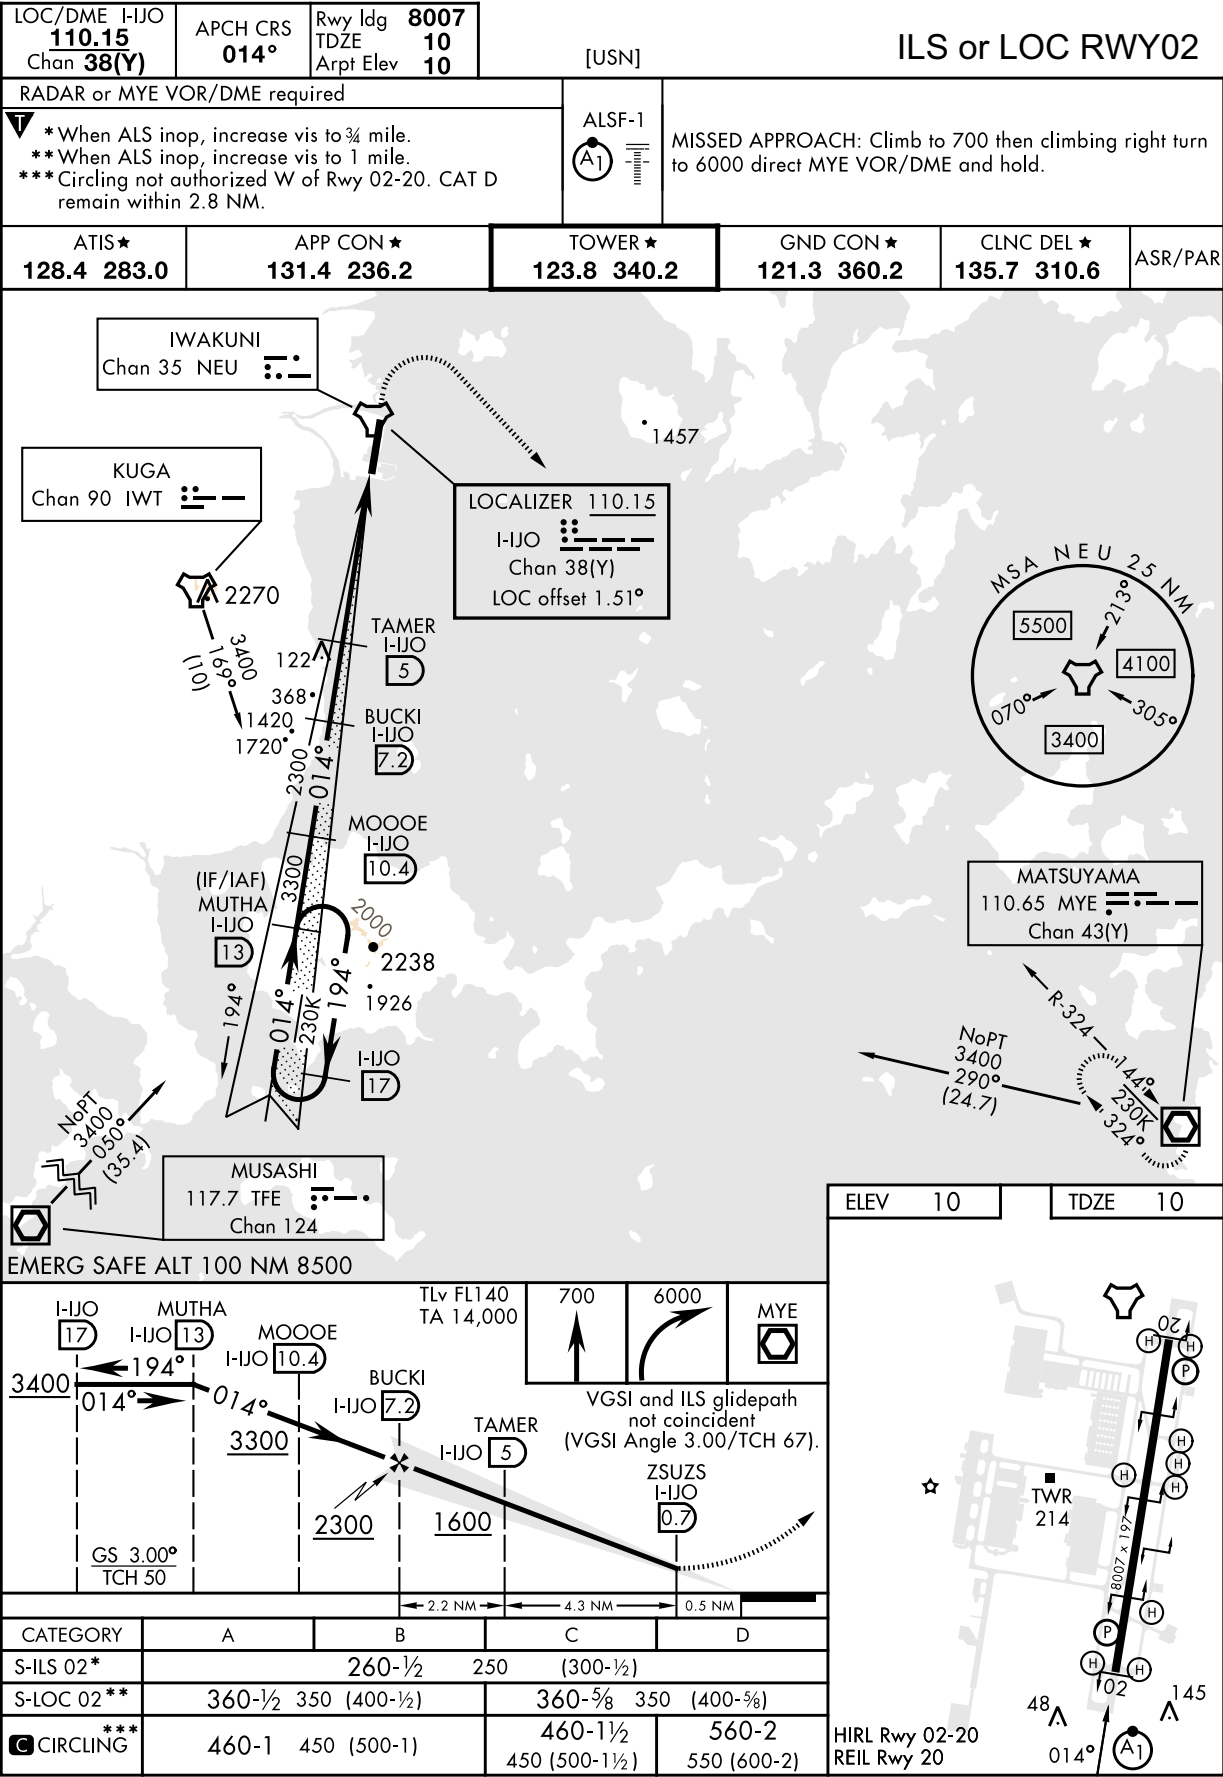 LOC/DME I-IJO
110.15
Chan 38(Y)
APCH CRS
014°
Rwy ldg 8007
TDZE 10
Arpt Elev 10
[USN]
ILS or LOC RWY02
RADAR or MYE VOR/DME required
T
* When ALS inop, increase vis to ¾ mile.
** When ALS inop, increase vis to 1 mile.
*** Circling not authorized W of Rwy 02-20. CAT D
remain within 2.8 NM.
ALSF-1
A1
MISSED APPROACH: Climb to 700 then climbing right turn
to 6000 direct MYE VOR/DME and hold.
ATIS★
128.4 283.0
APP CON★
131.4 236.2
TOWER★
123.8 340.2
GND CON★
121.3 360.2
CLNC DEL★
135.7 310.6
ASR/PAR
IWAKUNI
Chan 35 NEU
1457
KUGA
Chan 90 IWT
LOCALIZER 110.15
I-IJO
Chan 38(Y)
LOC offset 1.51°
MSA NEU 25 NM
213°
5500
4100
070°
305°
3400
2270
3400
169°
(10)
TAMER
I-IJO
5
122
368
1420
1720
BUCKI
I-IJO
7.2
2300
014°
MOOOE
I-IJO
10.4
3300
(IF/IAF)
MUTHA
I-IJO
13
2000
2238
1926
194°
014°
230K
194°
I-IJO
17
MATSUYAMA
110.65 MYE
Chan 43(Y)
R-324
NoPT
3400
290°
(24.7)
144°
230K
324°
NoPT
3400
050°
(35.4)
MUSASHI
117.7 TFE
Chan 124
EMERG SAFE ALT 100 NM 8500
ELEV 10
TDZE 10
I-IJO
17
MUTHA
I-IJO 13
MOOOE
I-IJO 10.4
BUCKI
I-IJO 7.2
TAMER
I-IJO 5
ZSUZS
I-IJO
0.7
TLv FL140
TA 14,000
700
6000
MYE
VGSI and ILS glidepath
not coincident
(VGSI Angle 3.00/TCH 67).
3400
194°
014°
014°
3300
2300
1600
GS 3.00°
TCH 50
2.2 NM
4.3 NM
0.5 NM
CATEGORY A B C D
S-ILS 02* 260-½ 250 (300-½)
S-LOC 02** 360-½ 350 (400-½) 360-⅝ 350 (400-⅝)
C CIRCLING*** 460-1 450 (500-1)
460-1½
450 (500-1½)
560-2
550 (600-2)
20
H
H
P
H
H
H
H
TWR
214
8007 x 197
H
P
H
H
02
48
145
HIRL Rwy 02-20
REIL Rwy 20
014°
A1